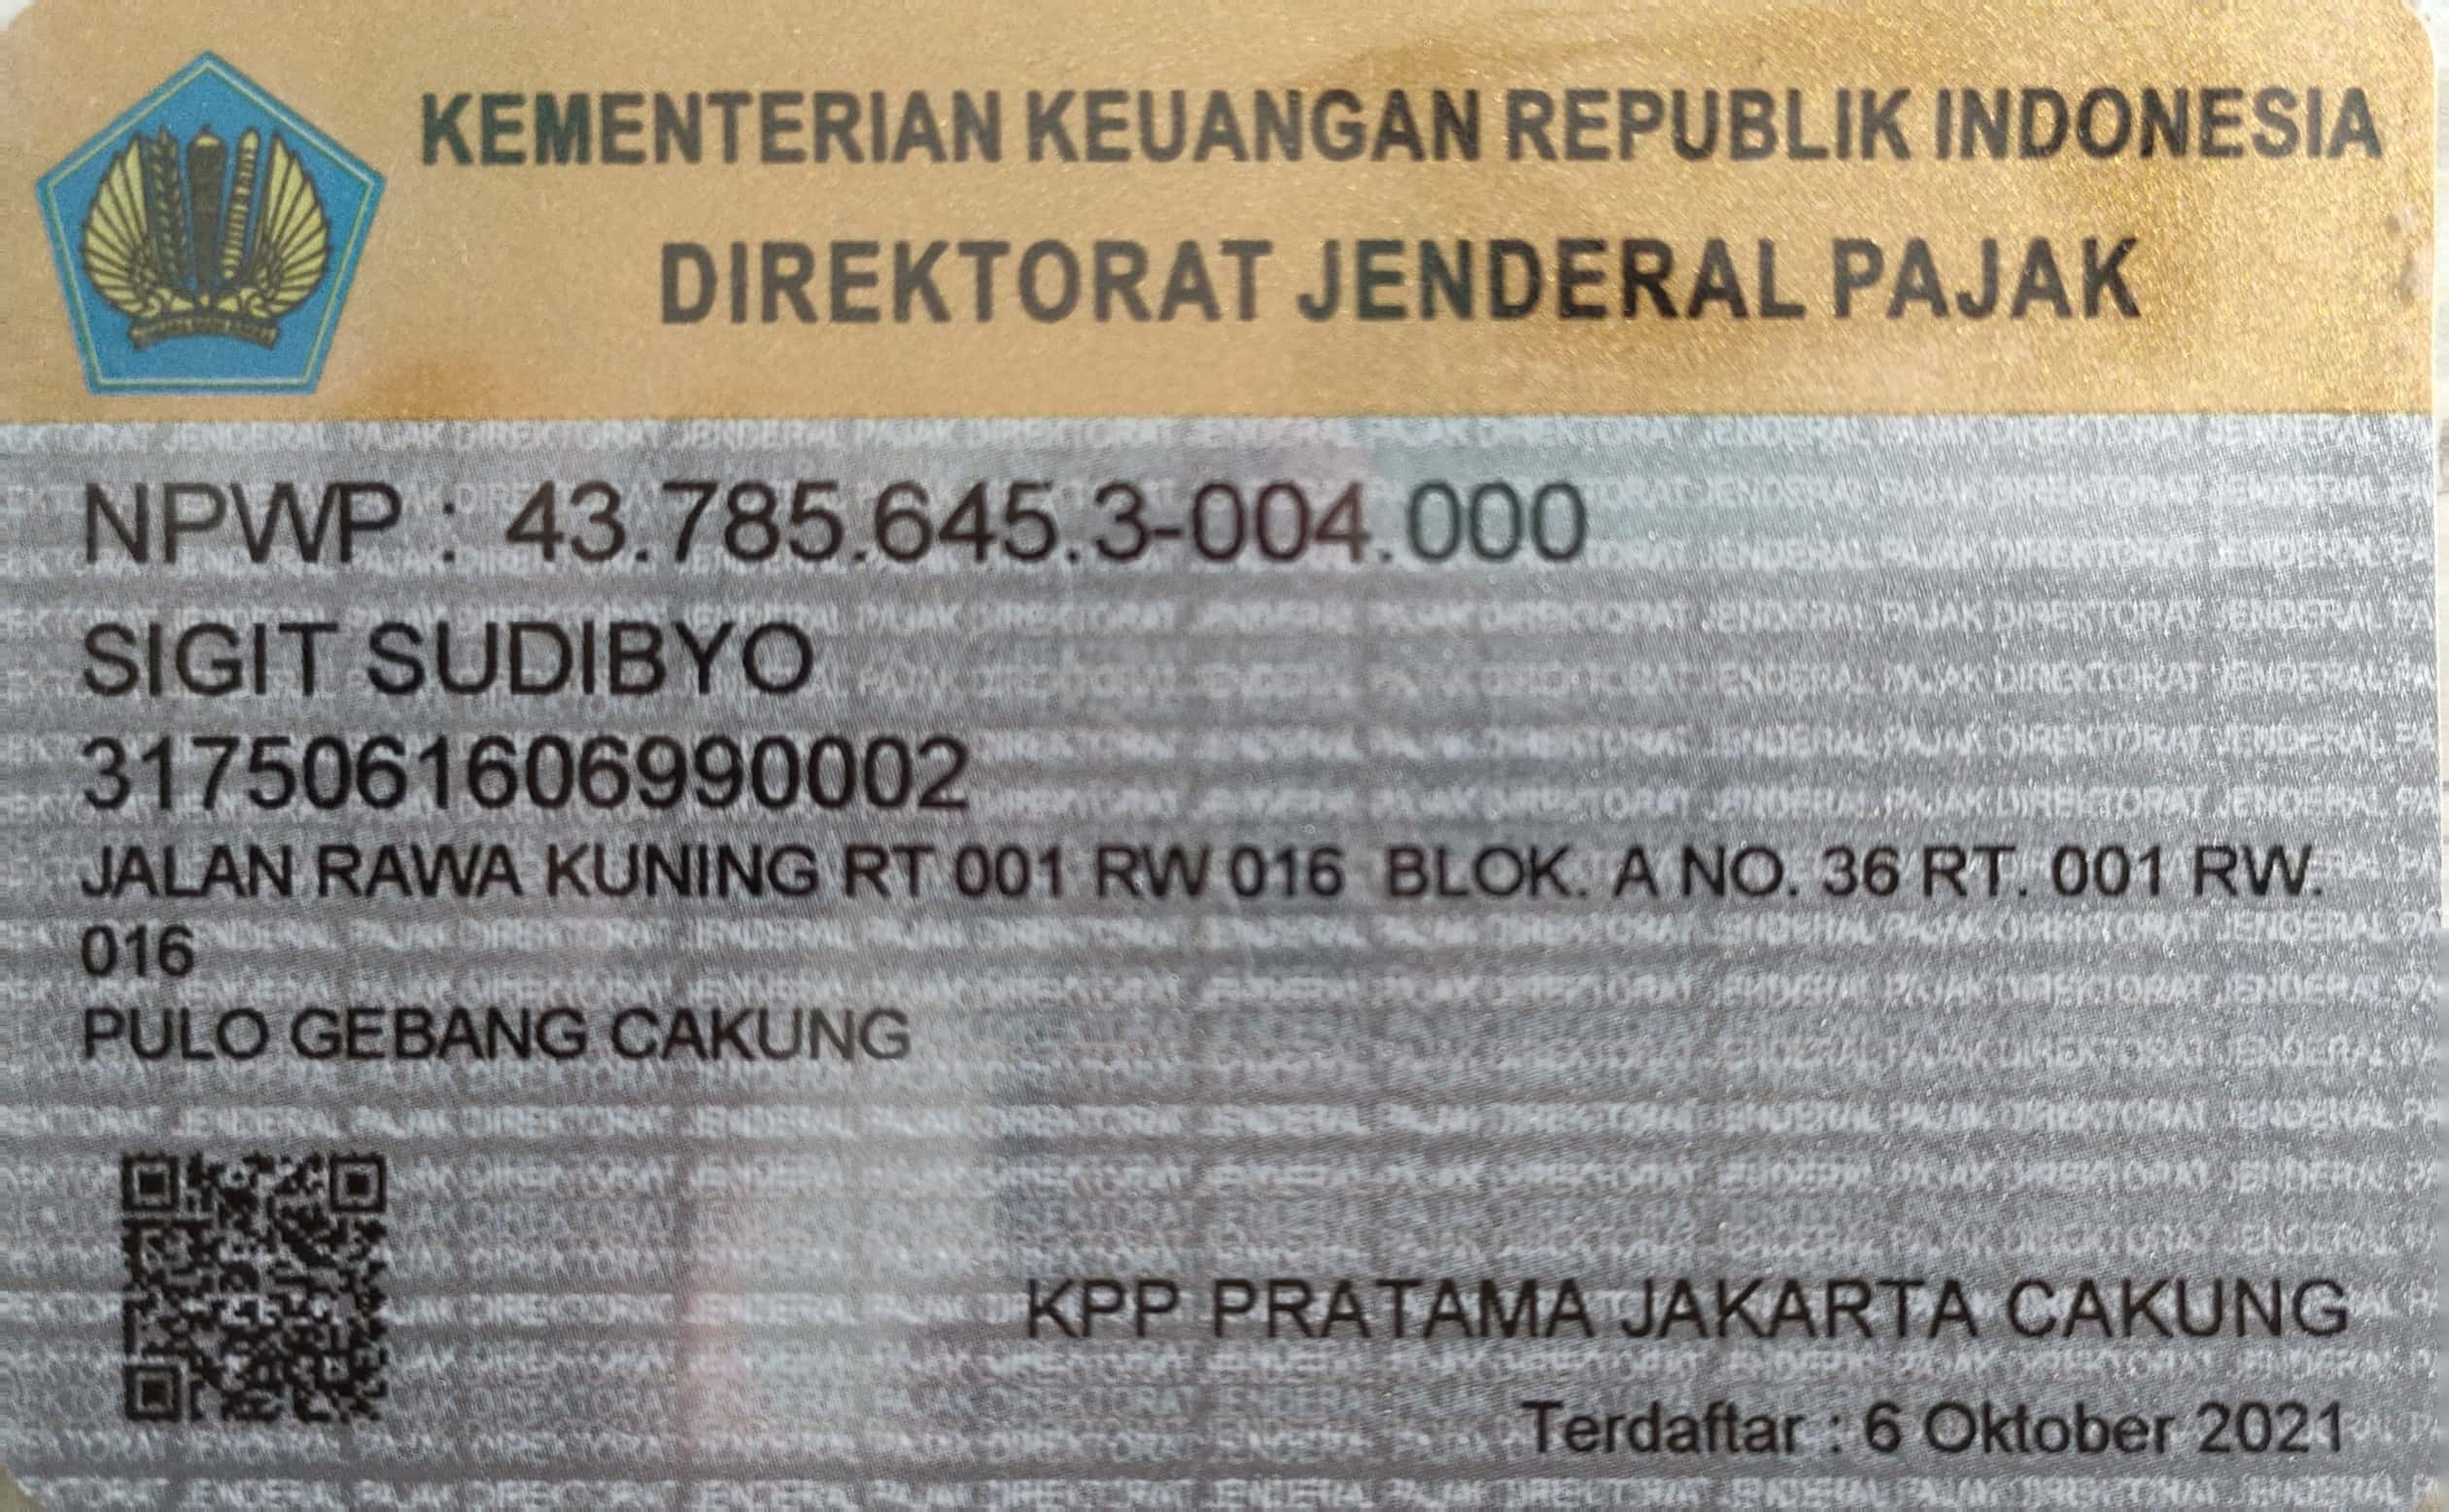 KEMENTERIAN KEUANGAN REPUBLIK INDONESIA
DIREKTORAT JENDERAL PAJAK
NPWP : 43.785.645.3-004.000
SIGIT SUDIBYO
3175061606990002
JALAN RAWA KUNING RT 001 RW 016 BLOK. A NO. 36 RT. 001 RW.
016
PULO GEBANG CAKUNG
KPP PRATAMA JAKARTA CAKUNG
Terdaftar : 6 Oktober 2021